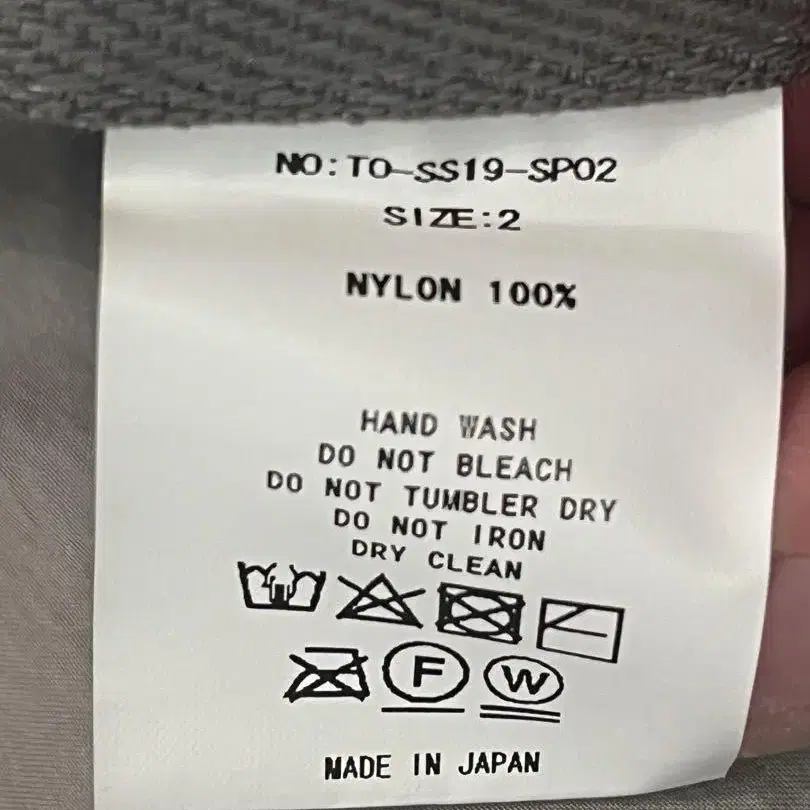 NO:TO-SS19-SP02
SIZE:2
NYLON 100%
HAND WASH
DO NOT BLEACH
DO NOT TUMBLER DRY
DO NOT IRON
DRY CLEAN
F W
MADE IN JAPAN